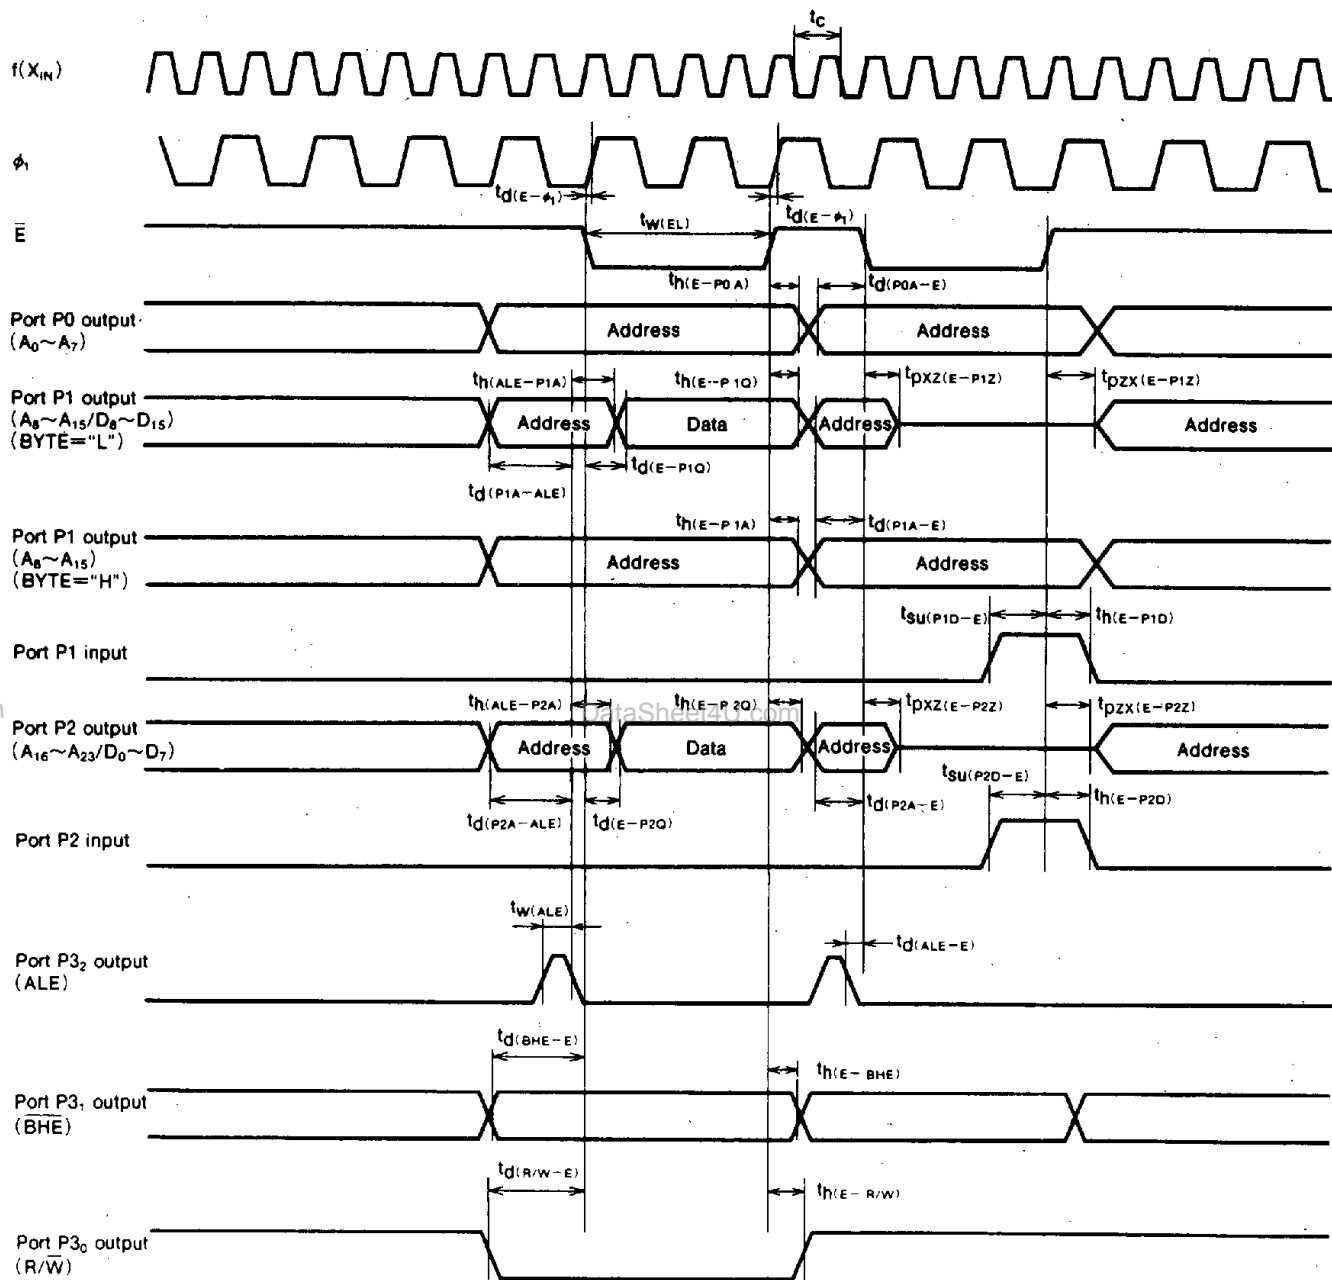 tc
f(XIN)
φ1
td(E−φ1)
tw(EL)
td(E−φ1)
E̅
th(E−P0A)
td(P0A−E)
Port P0 output
(A0~A7)
Address
Address
th(ALE−P1A)
th(E−P1Q)
tpxz(E−P1Z)
tpzx(E−P1Z)
Port P1 output
(A8~A15/D8~D15)
(BYTE="L")
Address
Data
Address
Address
td(E−P1Q)
td(P1A−ALE)
th(E−P1A)
td(P1A−E)
Port P1 output
(A8~A15)
(BYTE="H")
Address
Address
tsu(P1D−E)
th(E−P1D)
Port P1 input
th(ALE−P2A)
th(E−P2Q)
tpxz(E−P2Z)
tpzx(E−P2Z)
DataSheet4U.com
Port P2 output
(A16~A23/D0~D7)
Address
Data
Address
Address
tsu(P2D−E)
td(P2A−ALE)
td(E−P2Q)
td(P2A−E)
th(E−P2D)
Port P2 input
tw(ALE)
td(ALE−E)
Port P32 output
(ALE)
td(BHE−E)
th(E−BHE)
Port P31 output
(B̅H̅E̅)
td(R/W−E)
th(E−R/W)
Port P30 output
(R/W̅)